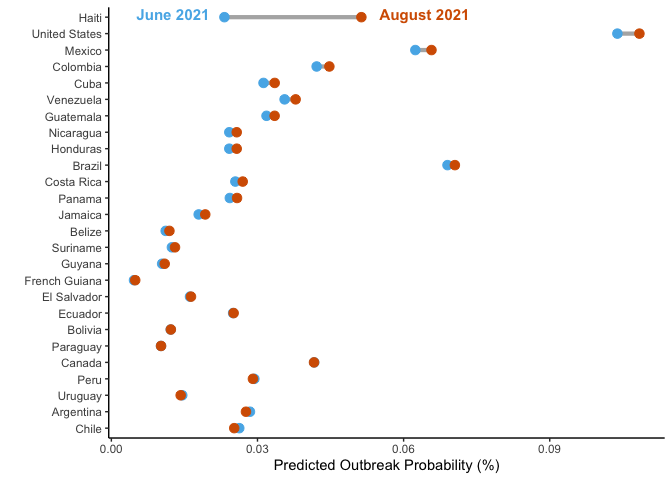 Haiti
June 2021 August 2021
United States
Mexico
Colombia
Cuba
Venezuela
Guatemala
Nicaragua
Honduras
Brazil
Costa Rica
Panama
Jamaica
Belize
Suriname
Guyana
French Guiana
El Salvador
Ecuador
Bolivia
Paraguay
Canada
Peru
Uruguay
Argentina
Chile
0.00 0.03 0.06 0.09
Predicted Outbreak Probability (%)